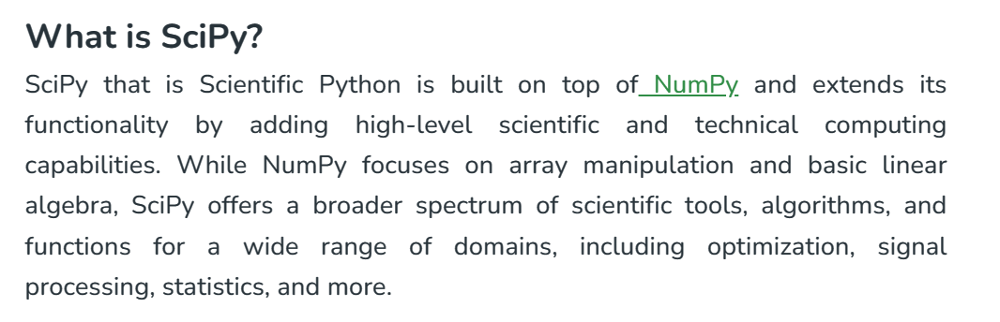 What is SciPy?
SciPy that is Scientific Python is built on top of NumPy and extends its
functionality by adding high-level scientific and technical computing
capabilities. While NumPy focuses on array manipulation and basic linear
algebra, SciPy offers a broader spectrum of scientific tools, algorithms, and
functions for a wide range of domains, including optimization, signal
processing, statistics, and more.